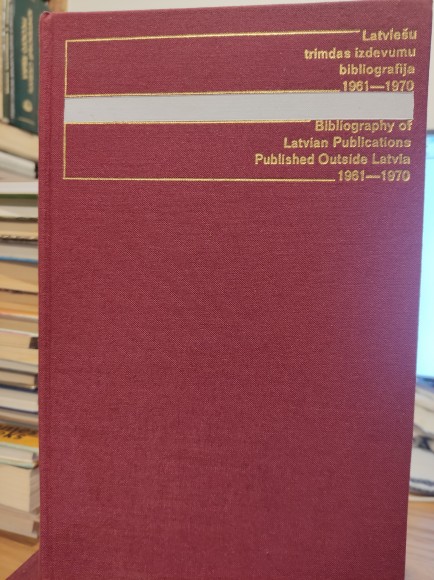 Latviešu
trimdas izdevumu
bibliografija
1961—1970
Bibliography of
Latvian Publications
Published Outside Latvia
1961—1970